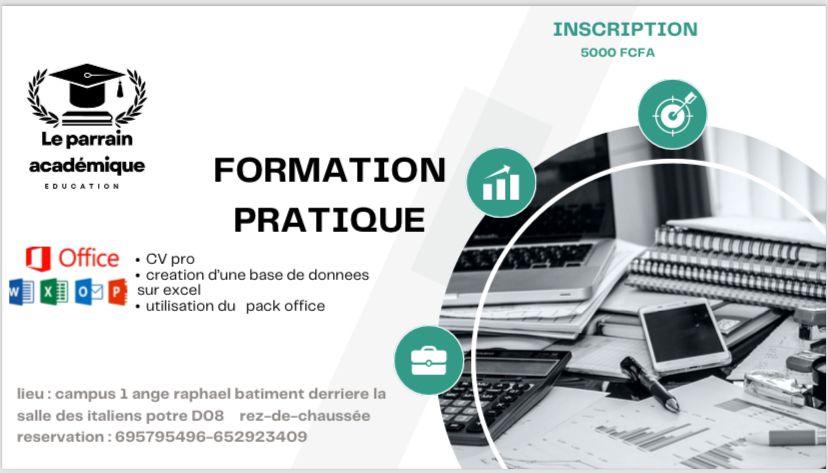 INSCRIPTION
5000 FCFA
Le parrain
académique
EDUCATION
FORMATION
PRATIQUE
Office
W X O P
• CV pro
• creation d'une base de donnees
sur excel
• utilisation du pack office
lieu : campus 1 ange raphael batiment derriere la
salle des italiens potre D08 rez-de-chaussée
reservation : 695795496-652923409